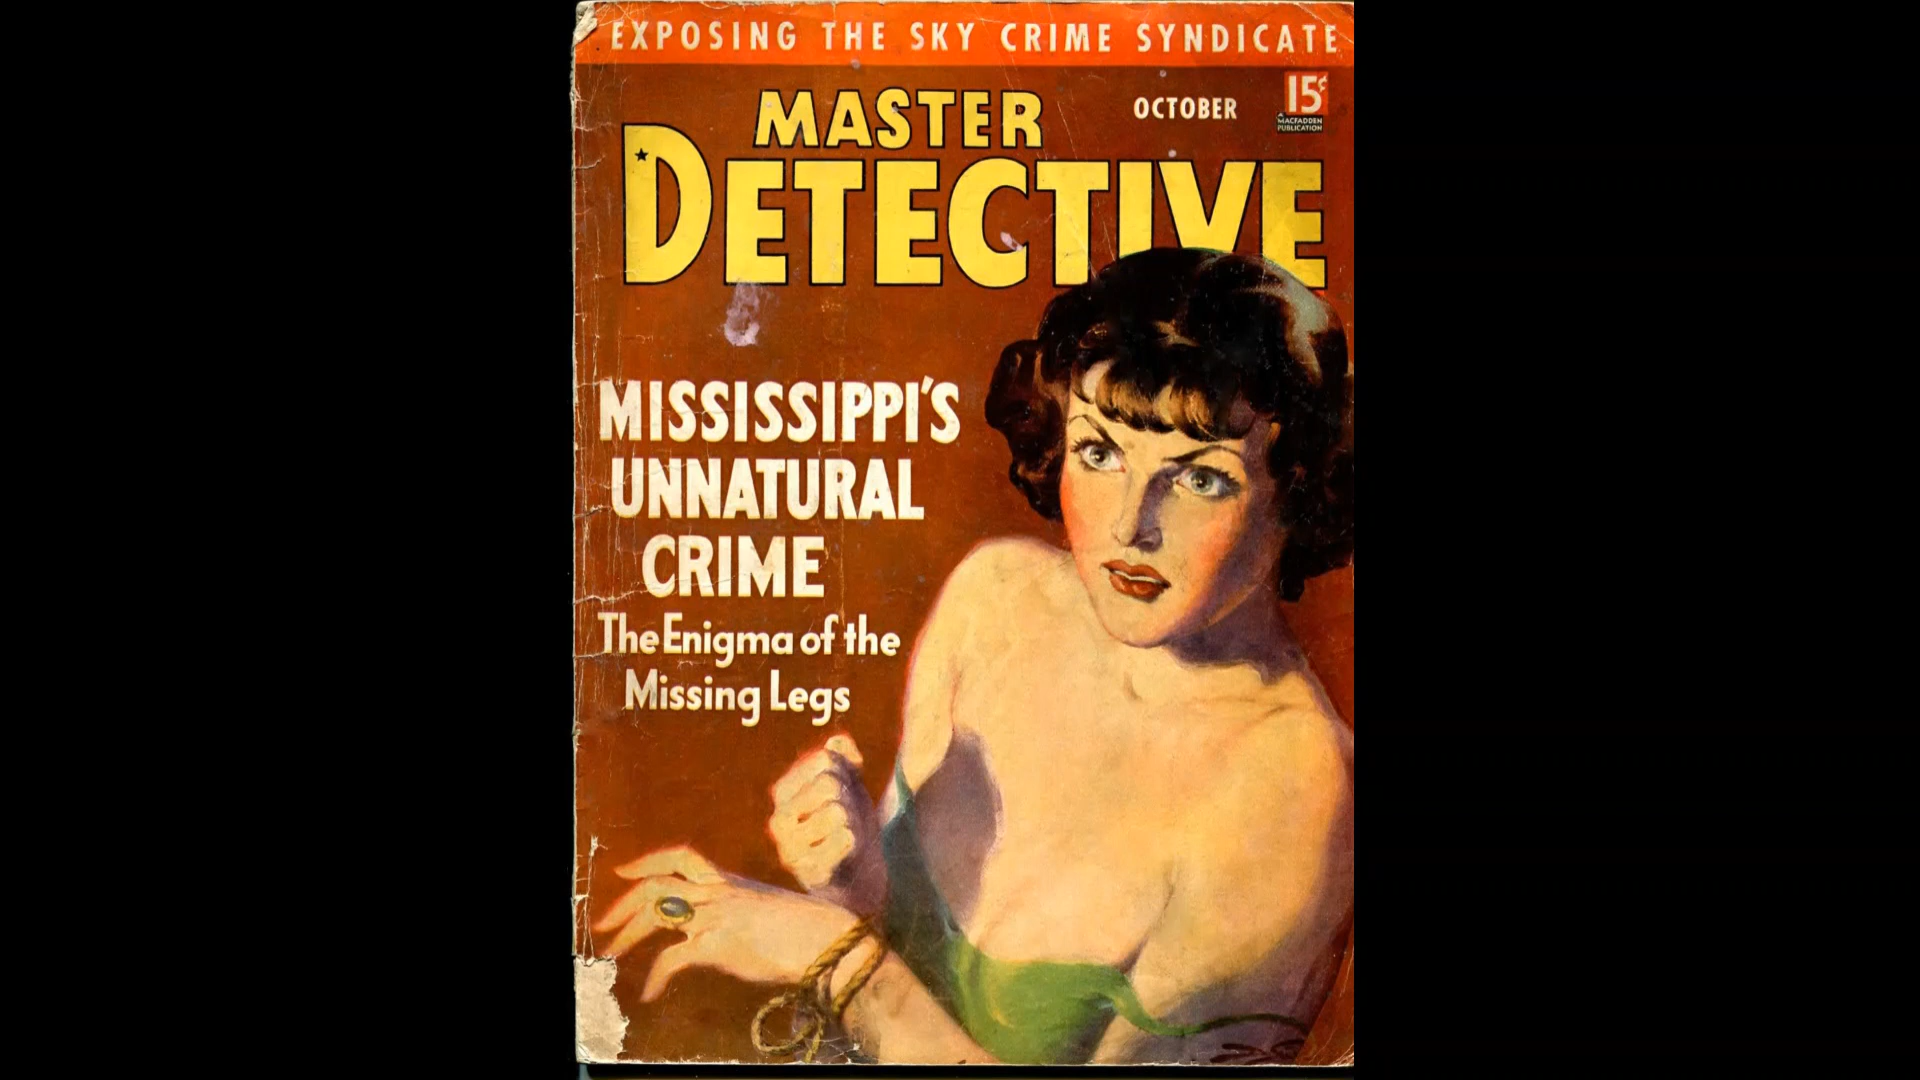 EXPOSING THE SKY CRIME SYNDICATE
MASTER
OCTOBER
15¢
A
MACFADDEN
PUBLICATION
DETECTIVE
MISSISSIPPI'S
UNNATURAL
CRIME
The Enigma of the
Missing Legs